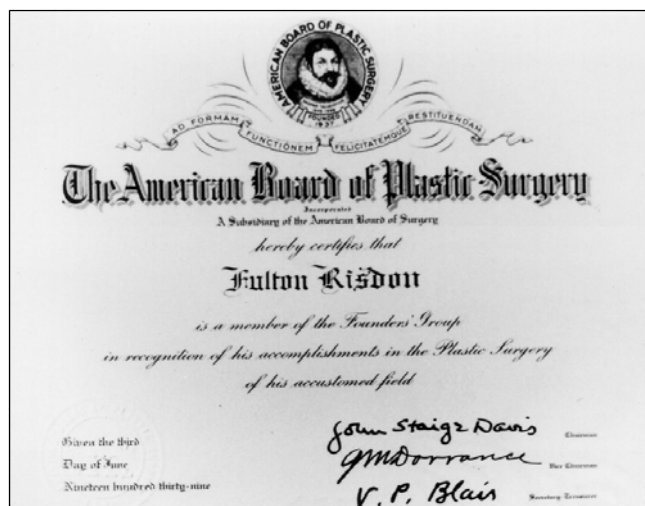 AMERICAN BOARD OF PLASTIC SURGERY
FOUNDED
1937
AD FORMAM FUNCTIONEM FELICITATEMQUE RESTITUENDAM
The American Board of Plastic Surgery
Incorporated
A Subsidiary of the American Board of Surgery
hereby certifies that
Fulton Risdon
is a member of the Founders' Group
in recognition of his accomplishments in the Plastic Surgery
of his accustomed field
Given the third
Day of June
Nineteen hundred thirty-nine
John Staige Davis Chairman
GM Dorrance Vice Chairman
V. P. Blair Secretary-Treasurer